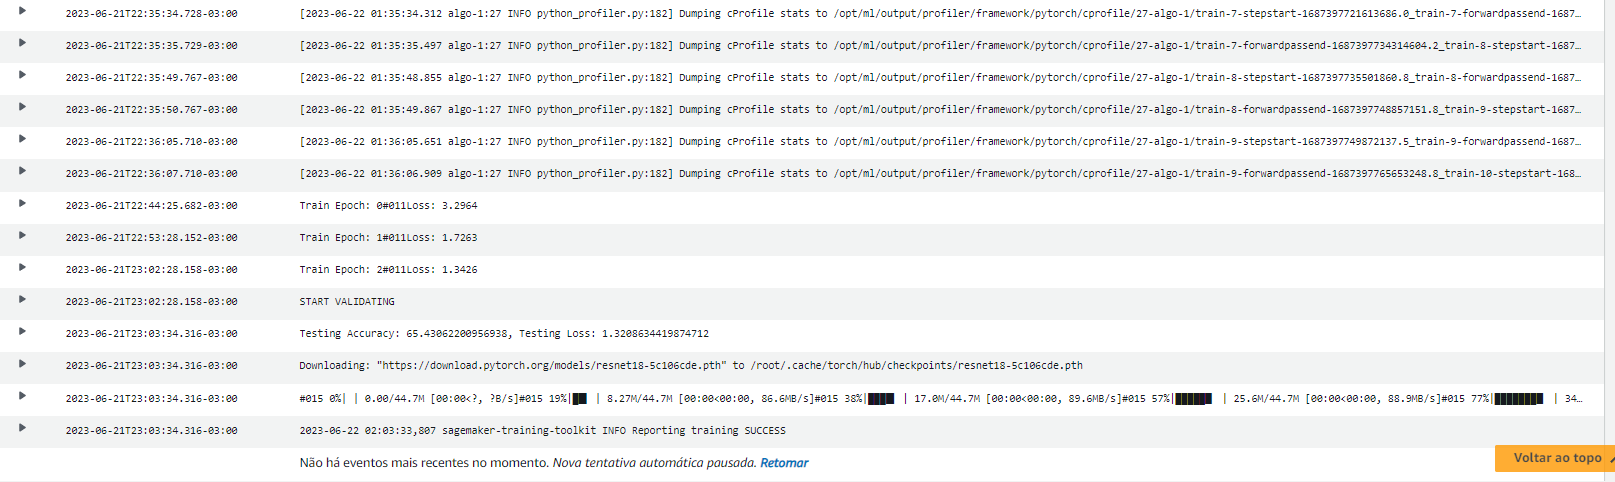 2023-06-21T22:35:34.728-03:00 [2023-06-22 01:35:34.312 algo-1:27 INFO python_profiler.py:182] Dumping cProfile stats to /opt/ml/output/profiler/framework/pytorch/cprofile/27-algo-1/train-7-stepstart-1687397721613686.0_train-7-forwardpassend-1687…
2023-06-21T22:35:35.729-03:00 [2023-06-22 01:35:35.497 algo-1:27 INFO python_profiler.py:182] Dumping cProfile stats to /opt/ml/output/profiler/framework/pytorch/cprofile/27-algo-1/train-7-forwardpassend-1687397734314604.2_train-8-stepstart-1687…
2023-06-21T22:35:49.767-03:00 [2023-06-22 01:35:48.855 algo-1:27 INFO python_profiler.py:182] Dumping cProfile stats to /opt/ml/output/profiler/framework/pytorch/cprofile/27-algo-1/train-8-stepstart-1687397735501860.8_train-8-forwardpassend-1687…
2023-06-21T22:35:50.767-03:00 [2023-06-22 01:35:49.867 algo-1:27 INFO python_profiler.py:182] Dumping cProfile stats to /opt/ml/output/profiler/framework/pytorch/cprofile/27-algo-1/train-8-forwardpassend-1687397748857151.8_train-9-stepstart-1687…
2023-06-21T22:36:05.710-03:00 [2023-06-22 01:36:05.651 algo-1:27 INFO python_profiler.py:182] Dumping cProfile stats to /opt/ml/output/profiler/framework/pytorch/cprofile/27-algo-1/train-9-stepstart-1687397749872137.5_train-9-forwardpassend-1687…
2023-06-21T22:36:07.710-03:00 [2023-06-22 01:36:06.909 algo-1:27 INFO python_profiler.py:182] Dumping cProfile stats to /opt/ml/output/profiler/framework/pytorch/cprofile/27-algo-1/train-9-forwardpassend-1687397765653248.8_train-10-stepstart-168…
2023-06-21T22:44:25.682-03:00 Train Epoch: 0#011Loss: 3.2964
2023-06-21T22:53:28.152-03:00 Train Epoch: 1#011Loss: 1.7263
2023-06-21T23:02:28.158-03:00 Train Epoch: 2#011Loss: 1.3426
2023-06-21T23:02:28.158-03:00 START VALIDATING
2023-06-21T23:03:34.316-03:00 Testing Accuracy: 65.43062200956938, Testing Loss: 1.3208634419874712
2023-06-21T23:03:34.316-03:00 Downloading: "https://download.pytorch.org/models/resnet18-5c106cde.pth" to /root/.cache/torch/hub/checkpoints/resnet18-5c106cde.pth
2023-06-21T23:03:34.316-03:00 #015 0%| | 0.00/44.7M [00:00<?, ?B/s]#015 19%|█▉ | 8.27M/44.7M [00:00<00:00, 86.6MB/s]#015 38%|███▊ | 17.0M/44.7M [00:00<00:00, 89.6MB/s]#015 57%|█████▋ | 25.6M/44.7M [00:00<00:00, 88.9MB/s]#015 77%|███████▋ | 34…
2023-06-21T23:03:34.316-03:00 2023-06-22 02:03:33,807 sagemaker-training-toolkit INFO Reporting training SUCCESS
Não há eventos mais recentes no momento. Nova tentativa automática pausada. Retomar
Voltar ao topo